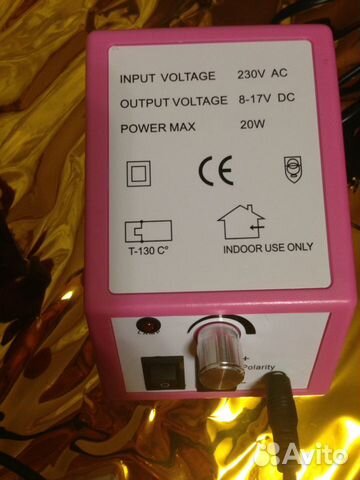 INPUT VOLTAGE 230V AC
OUTPUT VOLTAGE 8-17V DC
POWER MAX 20W
CE
T-130 C°
INDOOR USE ONLY
+
Polarity
-
Avito